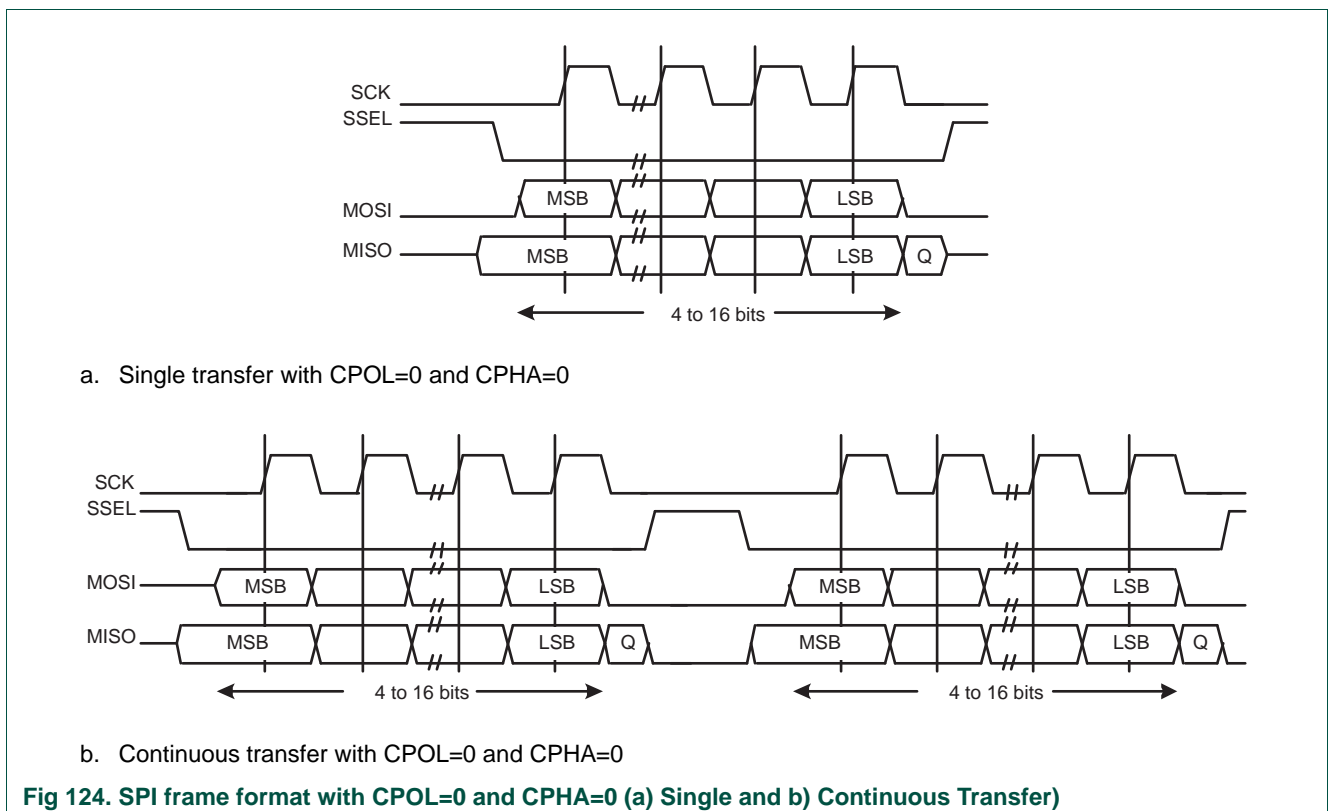 SCK
SSEL
MOSI MSB LSB
MISO MSB LSB Q
4 to 16 bits
a. Single transfer with CPOL=0 and CPHA=0
SCK
SSEL
MOSI MSB LSB MSB LSB
MISO MSB LSB Q MSB LSB Q
4 to 16 bits 4 to 16 bits
b. Continuous transfer with CPOL=0 and CPHA=0
Fig 124. SPI frame format with CPOL=0 and CPHA=0 (a) Single and b) Continuous Transfer)